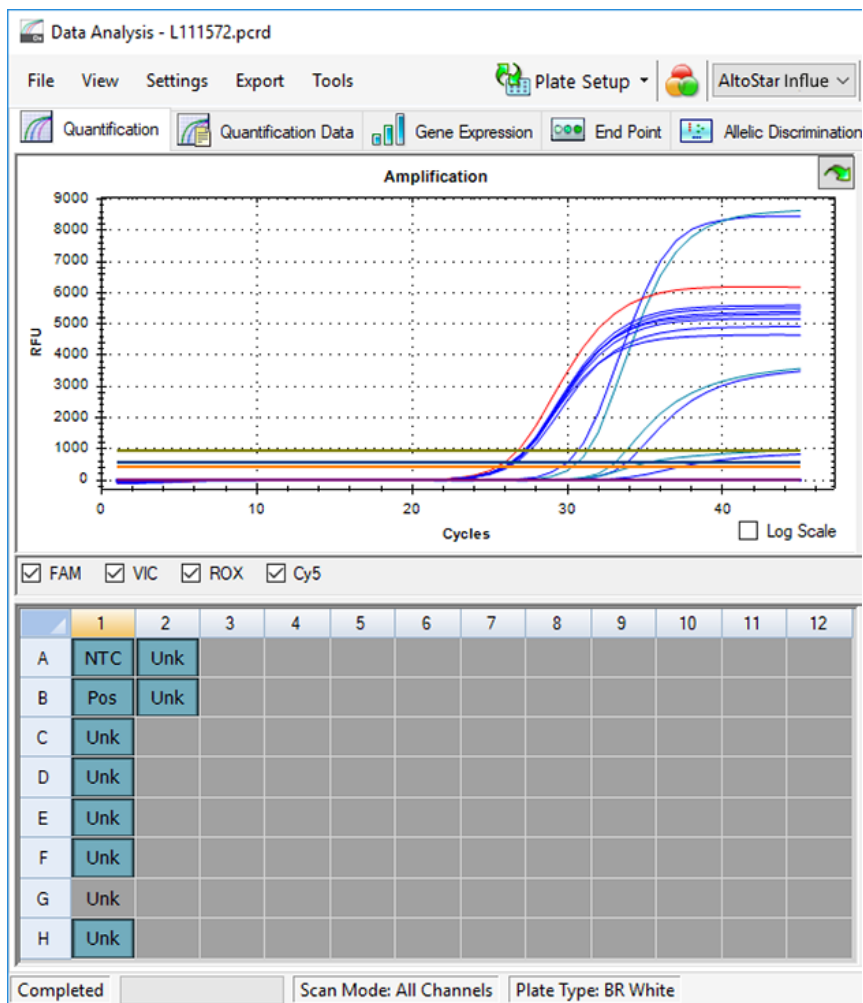 Data Analysis - L111572.pcrd
File View Settings Export Tools Plate Setup AltoStar Influe
Quantification Quantification Data Gene Expression End Point Allelic Discrimination
Amplification
9000
8000
7000
6000
5000
4000
3000
2000
1000
0
RFU
0 10 20 30 40
Cycles
Log Scale
FAM VIC ROX Cy5
1 2 3 4 5 6 7 8 9 10 11 12
A NTC Unk
B Pos Unk
C Unk
D Unk
E Unk
F Unk
G Unk
H Unk
Completed Scan Mode: All Channels Plate Type: BR White